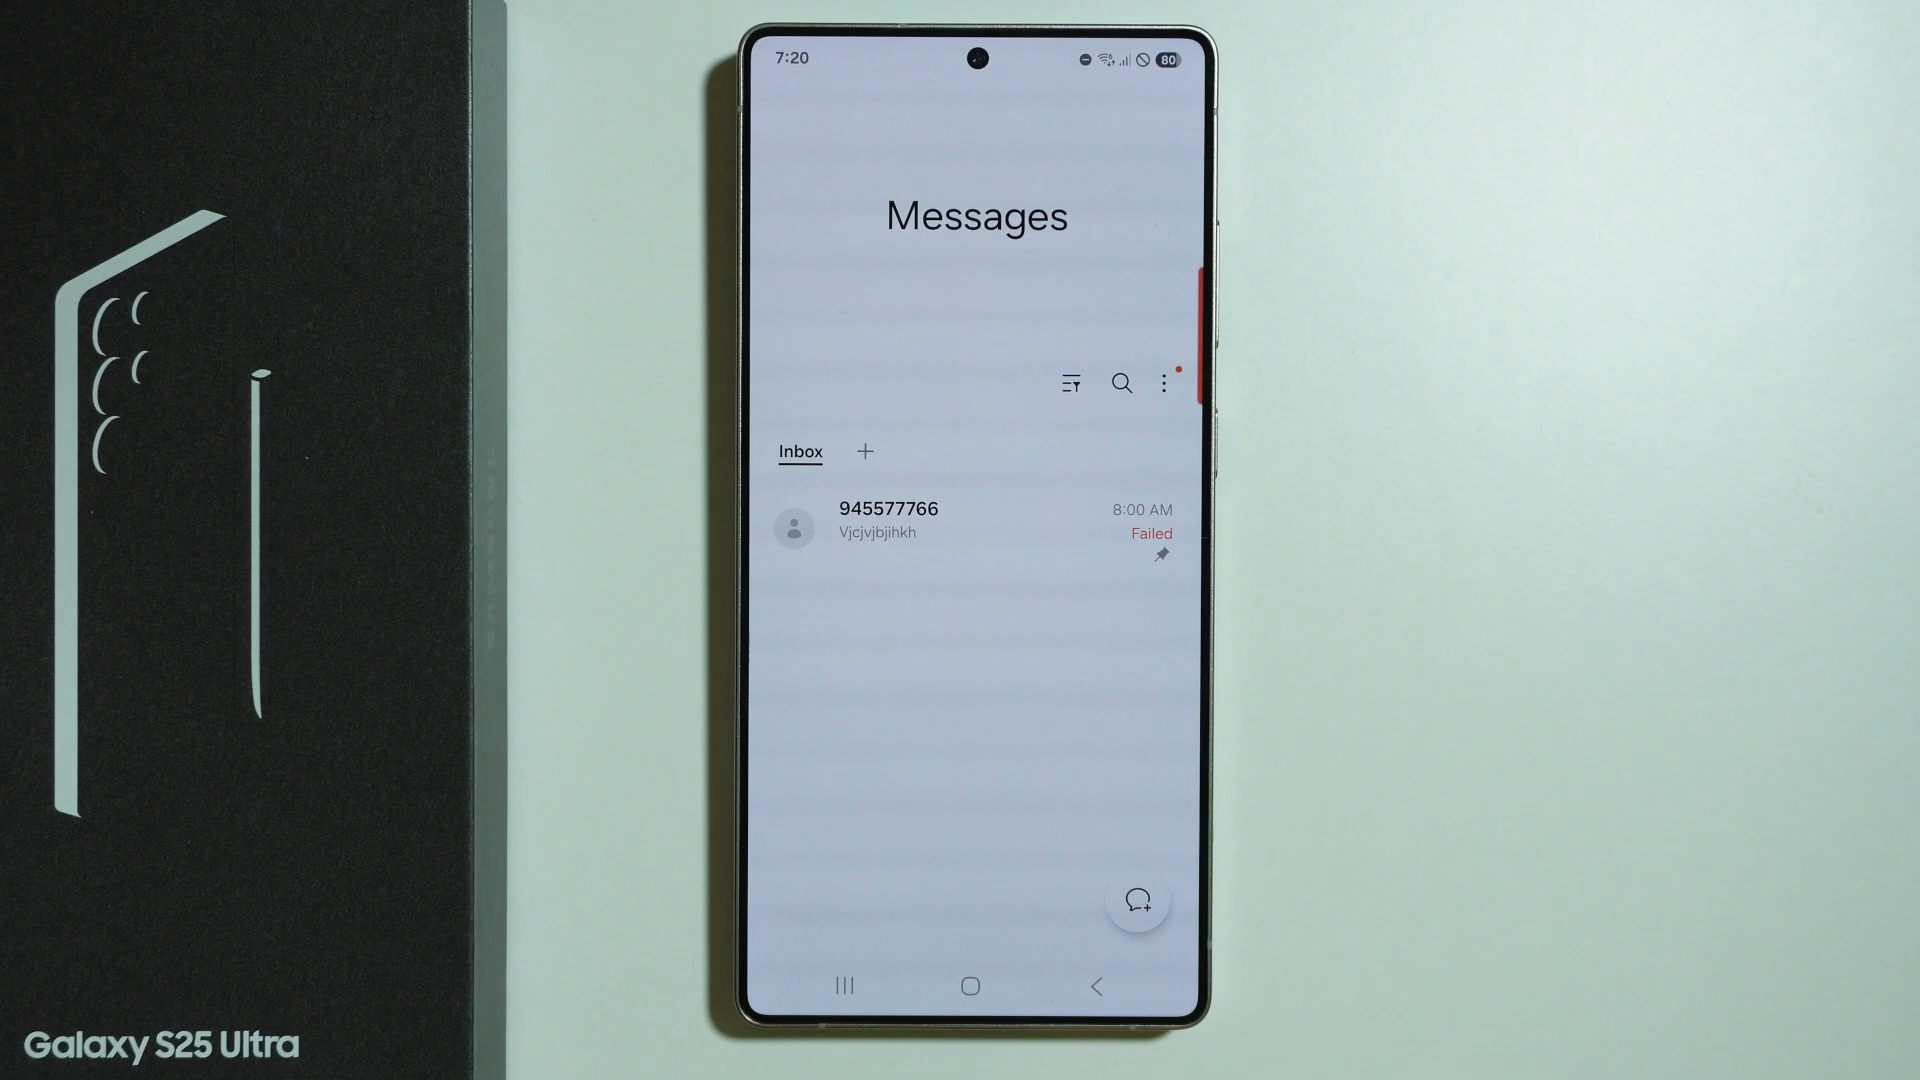 7:20
80
Messages
Inbox
945577766
8:00 AM
Vjcjvjbjihkh
Failed
Galaxy S25 Ultra